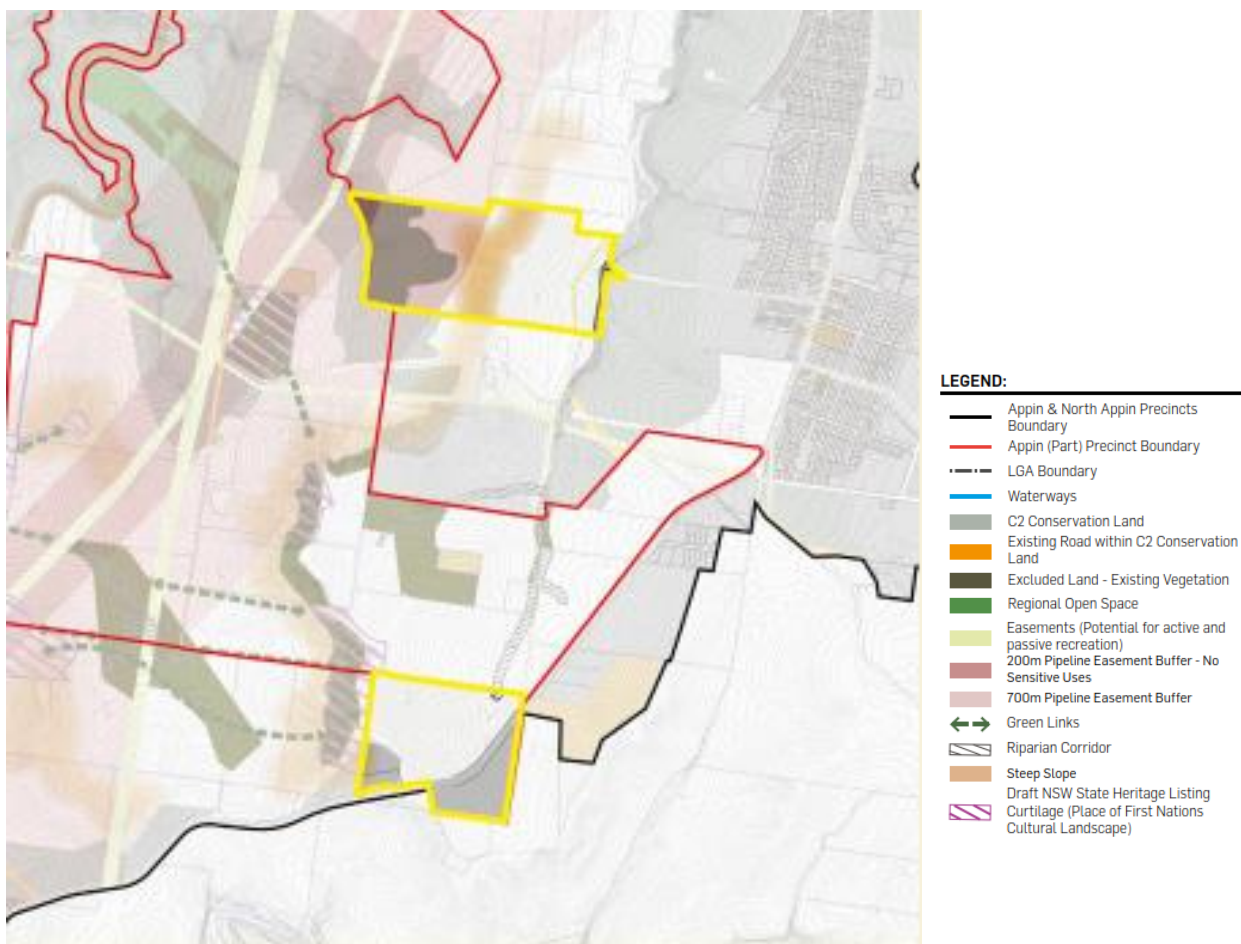 LEGEND:
Appin & North Appin Precincts
Boundary
Appin (Part) Precinct Boundary
LGA Boundary
Waterways
C2 Conservation Land
Existing Road within C2 Conservation
Land
Excluded Land - Existing Vegetation
Regional Open Space
Easements (Potential for active and
passive recreation)
200m Pipeline Easement Buffer - No
Sensitive Uses
700m Pipeline Easement Buffer
Green Links
Riparian Corridor
Steep Slope
Draft NSW State Heritage Listing
Curtilage (Place of First Nations
Cultural Landscape)